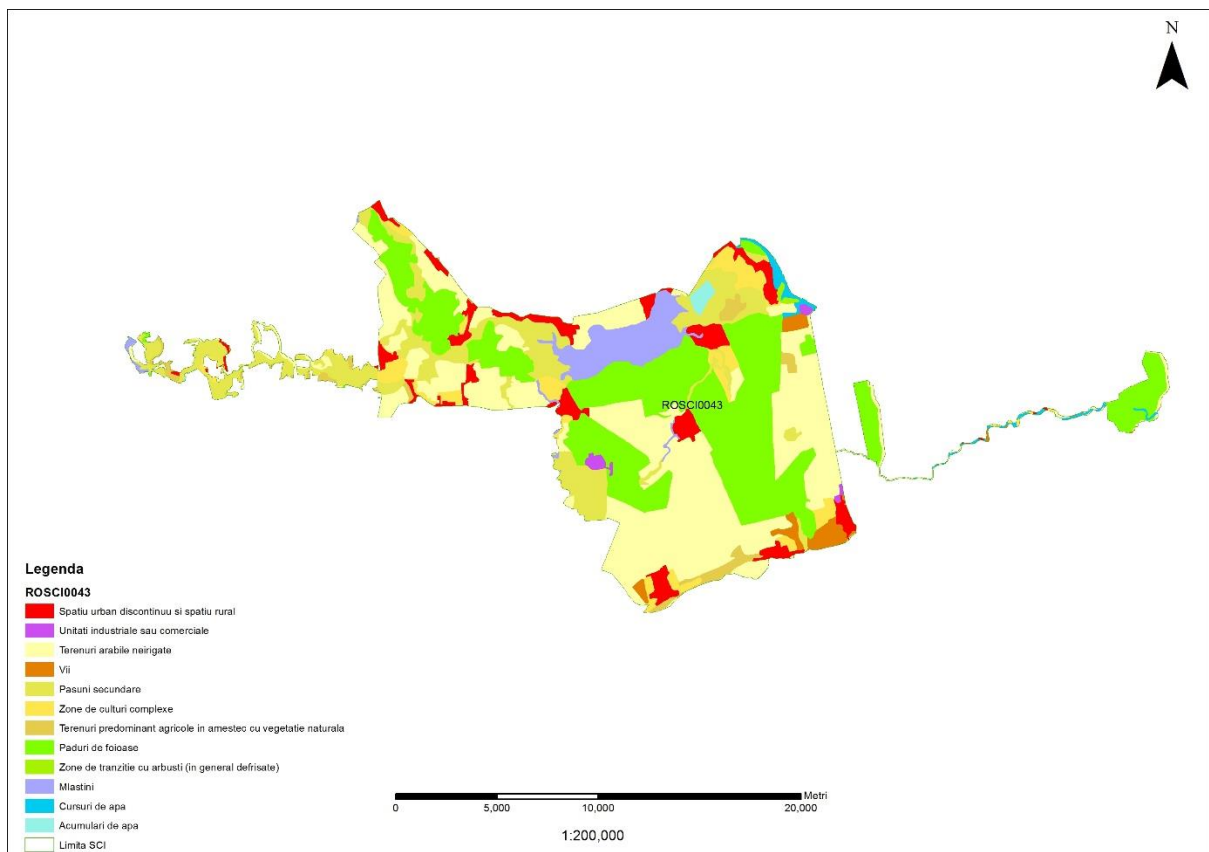 N
ROSCI0043
Legenda
ROSCI0043
Spatiu urban discontinuu si spatiu rural
Unitati industriale sau comerciale
Terenuri arabile neirigate
Vii
Pasuni secundare
Zone de culturi complexe
Terenuri predominant agricole in amestec cu vegetatie naturala
Paduri de foioase
Zone de tranzitie cu arbusti (in general defrisate)
Mlastini
Cursuri de apa
Acumulari de apa
Limita SCI
Metri
0 5,000 10,000 20,000
1:200,000